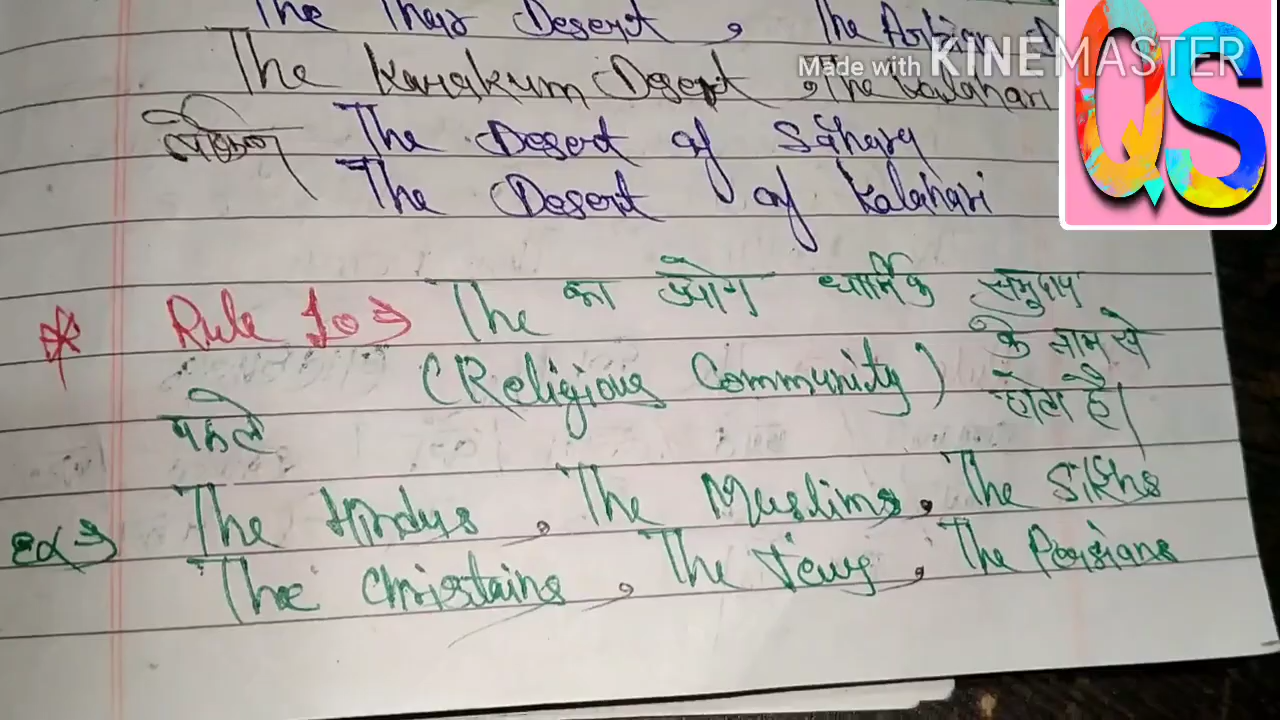 The Thar Desert , The Arbian D
Made with KINEMASTER
The Karakum Desert , The Kalahari
QS
लेकिन The Desert of Sahara
The Desert of Kalahari
* Rule 10⇒ The का प्रयोग धार्मिक समुदाय
(Religious Community) के नाम से
पहले होता है।
Ex⇒ The Hindus , The Muslims , The Sikhs
The Christains , The Jews , The Persians